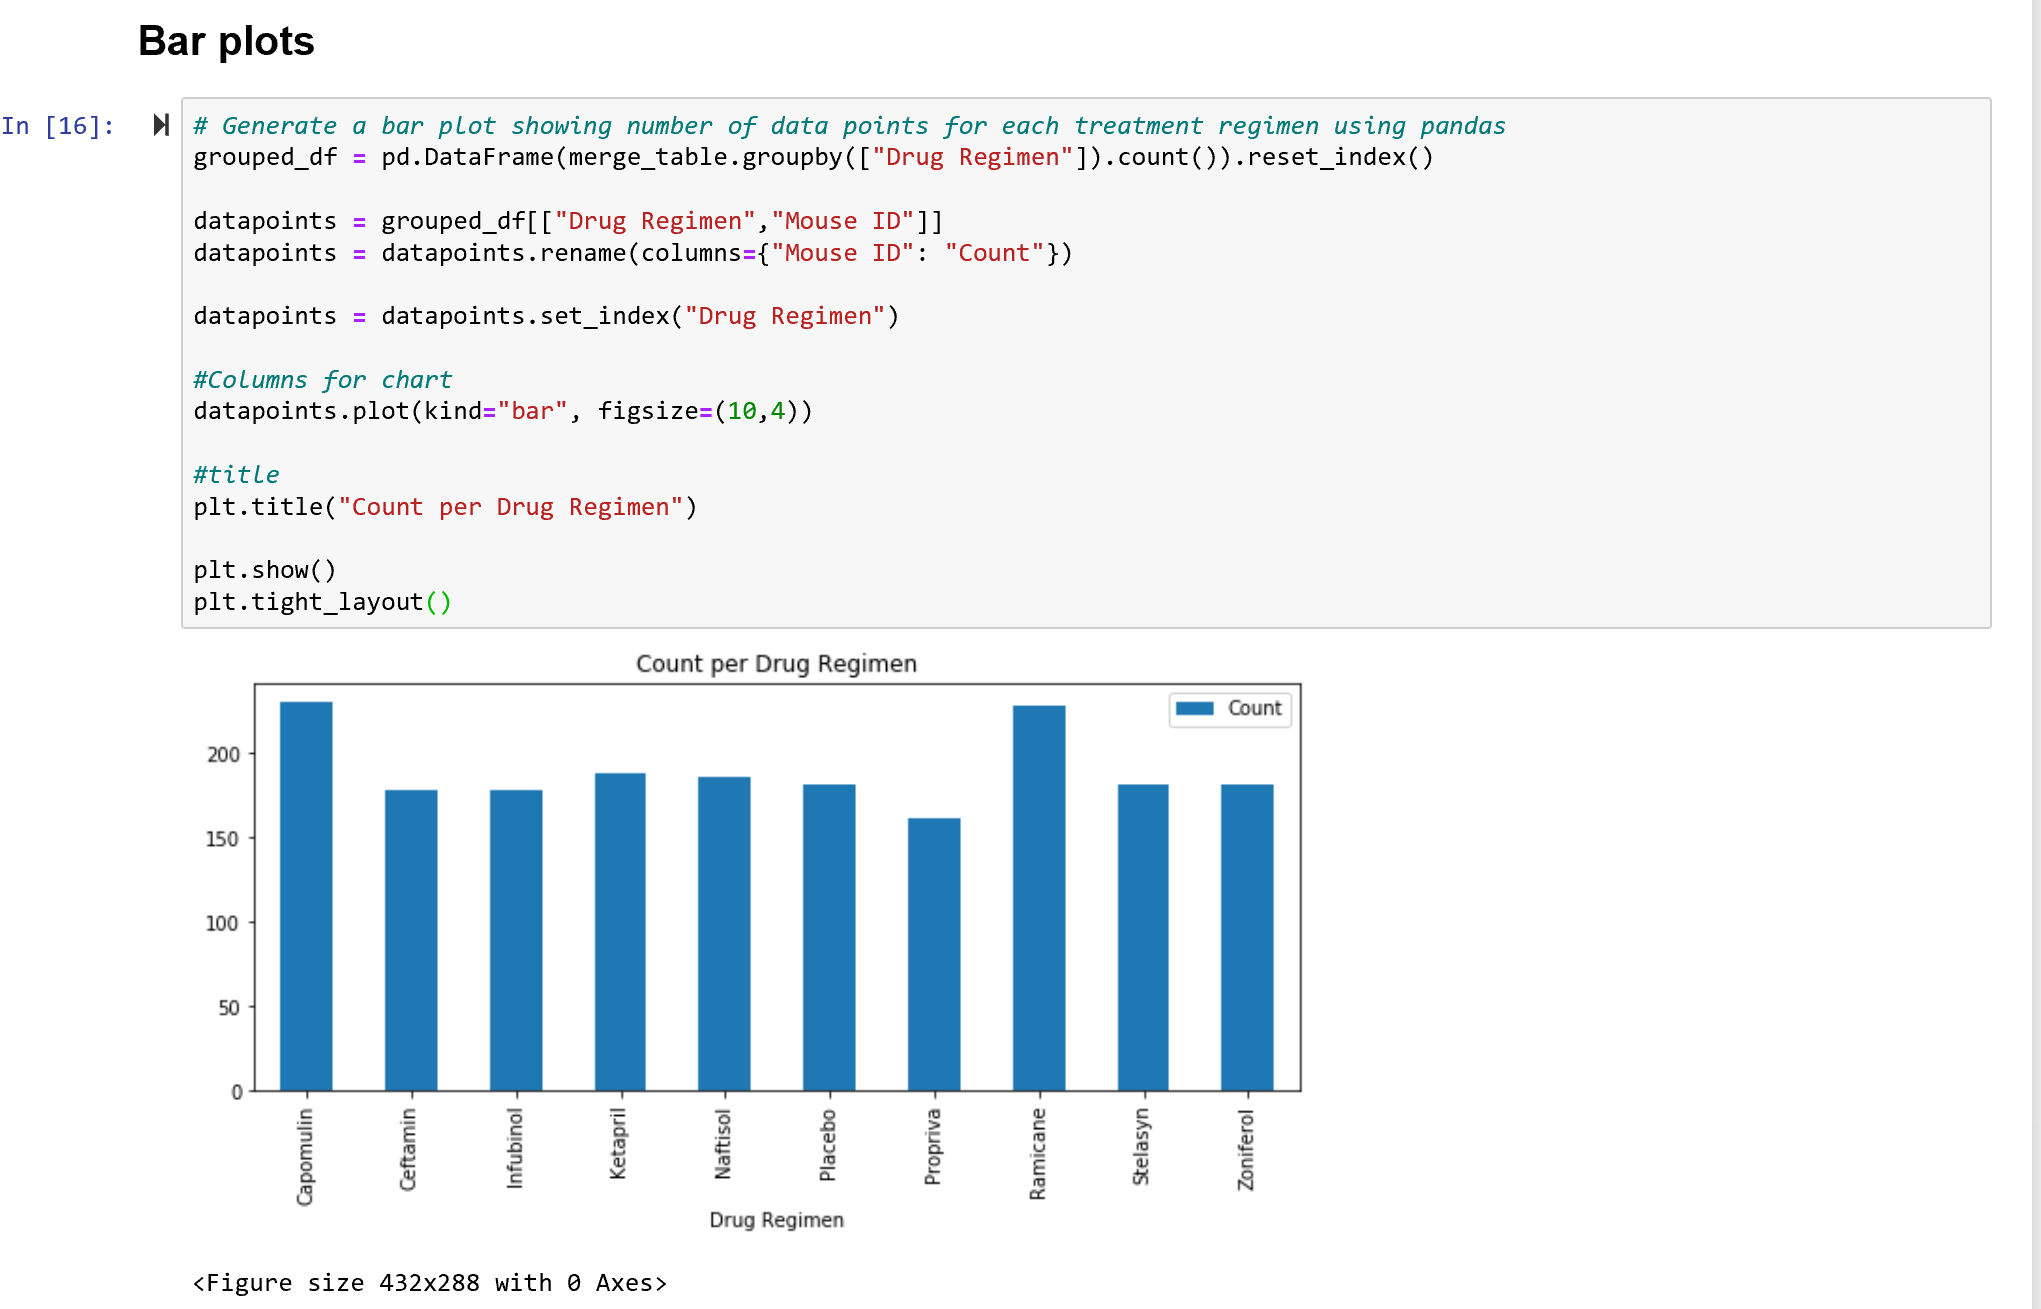 Bar plots
In [16]:
# Generate a bar plot showing number of data points for each treatment regimen using pandas
grouped_df = pd.DataFrame(merge_table.groupby(["Drug Regimen"]).count()).reset_index()
datapoints = grouped_df[["Drug Regimen","Mouse ID"]]
datapoints = datapoints.rename(columns={"Mouse ID": "Count"})
datapoints = datapoints.set_index("Drug Regimen")
#Columns for chart
datapoints.plot(kind="bar", figsize=(10,4))
#title
plt.title("Count per Drug Regimen")
plt.show()
plt.tight_layout()
Count per Drug Regimen
Count
200
150
100
50
0
Capomulin
Ceftamin
Infubinol
Ketapril
Naftisol
Placebo
Propriva
Ramicane
Stelasyn
Zoniferol
Drug Regimen
<Figure size 432x288 with 0 Axes>